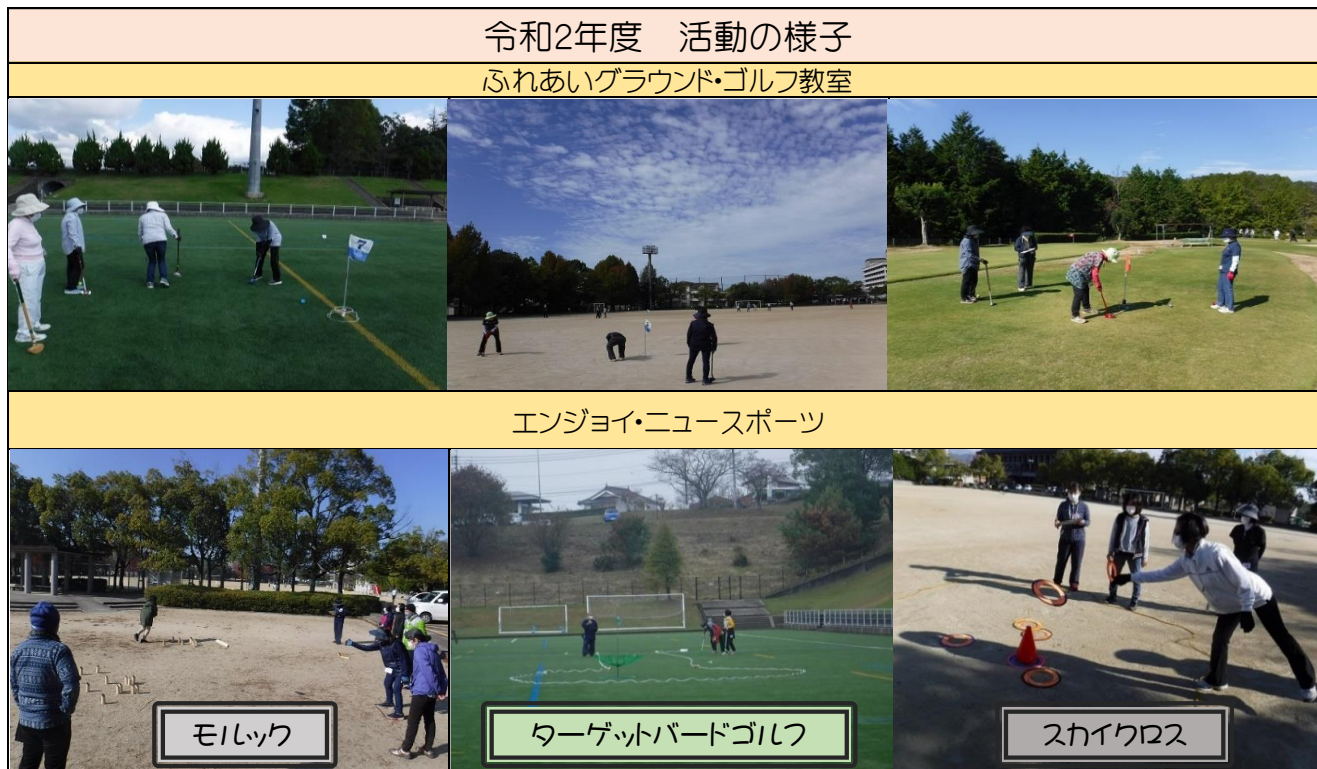 令和2年度　活動の様子
ふれあいグラウンド・ゴルフ教室
7
エンジョイ・ニュースポーツ
モルック
ターゲットバードゴルフ
スカイクロス